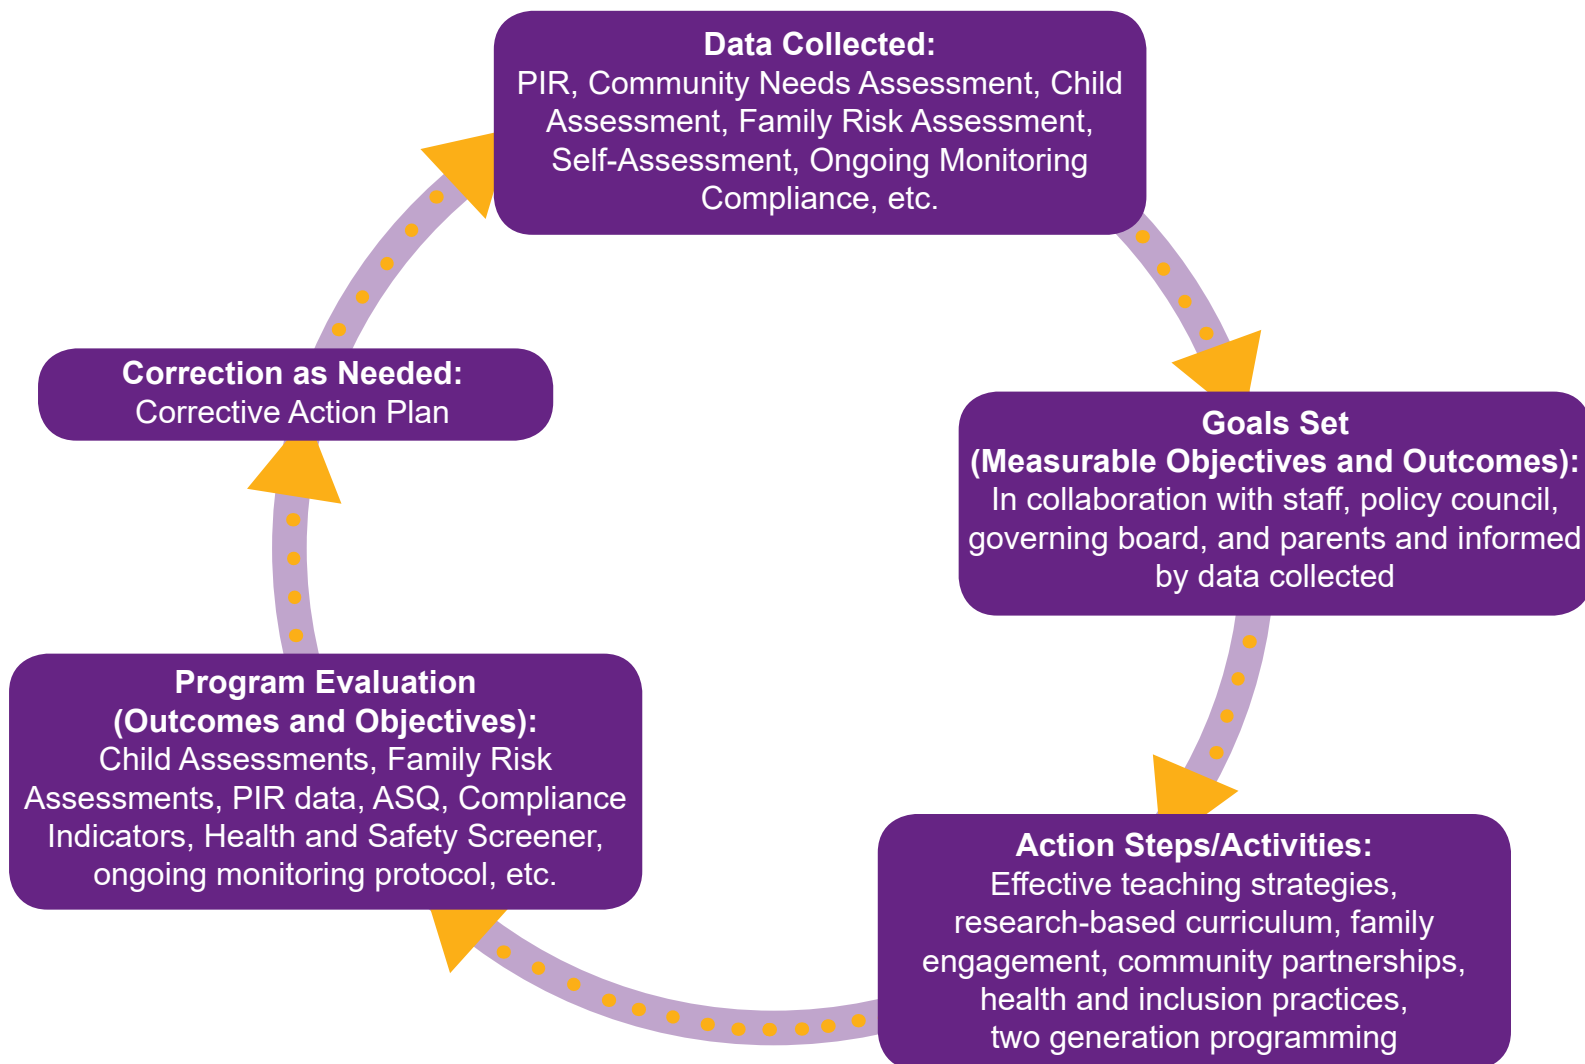 Data Collected:
PIR, Community Needs Assessment, Child
Assessment, Family Risk Assessment,
Self-Assessment, Ongoing Monitoring
Compliance, etc.
Goals Set
(Measurable Objectives and Outcomes):
In collaboration with staff, policy council,
governing board, and parents and informed
by data collected
Action Steps/Activities:
Effective teaching strategies,
research-based curriculum, family
engagement, community partnerships,
health and inclusion practices,
two generation programming
Program Evaluation
(Outcomes and Objectives):
Child Assessments, Family Risk
Assessments, PIR data, ASQ, Compliance
Indicators, Health and Safety Screener,
ongoing monitoring protocol, etc.
Correction as Needed:
Corrective Action Plan